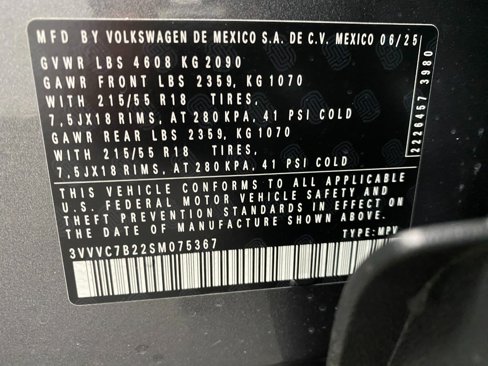 MFD BY VOLKSWAGEN DE MEXICO S.A. DE C.V. MEXICO 06/25
GVWR LBS 4608 KG 2090
GAWR FRONT LBS 2359, KG 1070
WITH 215/55 R18 TIRES,
7,5JX18 RIMS, AT 280 KPA, 41 PSI COLD
GAWR REAR LBS 2359, KG 1070
WITH 215/55 R18 TIRES,
7,5JX18 RIMS, AT 280 KPA, 41 PSI COLD
THIS VEHICLE CONFORMS TO ALL APPLICABLE
U.S. FEDERAL MOTOR VEHICLE SAFETY AND
THEFT PREVENTION STANDARDS IN EFFECT ON
THE DATE OF MANUFACTURE SHOWN ABOVE.
3VVVC7B22SM075367 TYPE: MPV
2226457 3980